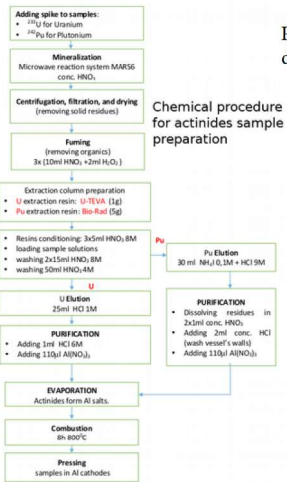 Adding spike to samples:
• ²³³U for Uranium
• ²⁴²Pu for Plutonium
Mineralization
Microwave reaction system MARS6
conc. HNO₃
Centrifugation, filtration, and drying
(removing solid residues)
Fuming
(removing organics)
3x (10ml HNO₃ +2ml H₂O₂ )
Extraction column preparation
• U extraction resin: U-TEVA (1g)
• Pu extraction resin: Bio-Rad (5g)
• Resins conditioning: 3x5ml HNO₃ 8M
• loading sample solutions
• washing 2x15ml HNO₃ 8M
• washing 50ml HNO₃ 4M
U
U Elution
25ml HCl 1M
PURIFICATION
• Adding 1ml HCl 6M
• Adding 110µl Al(NO₃)₃
Pu
Pu Elution
30 ml NH₄I 0,1M + HCl 9M
PURIFICATION
• Dissolving residues in
2x1ml conc. HNO₃
• Adding 2ml conc. HCl
(wash vessel's walls)
• Adding 110µl Al(NO₃)₃
EVAPORATION
Actinides form Al salts.
Combustion
8h 800⁰C
Pressing
samples in Al cathodes
Chemical procedure
for actinides sample
preparation